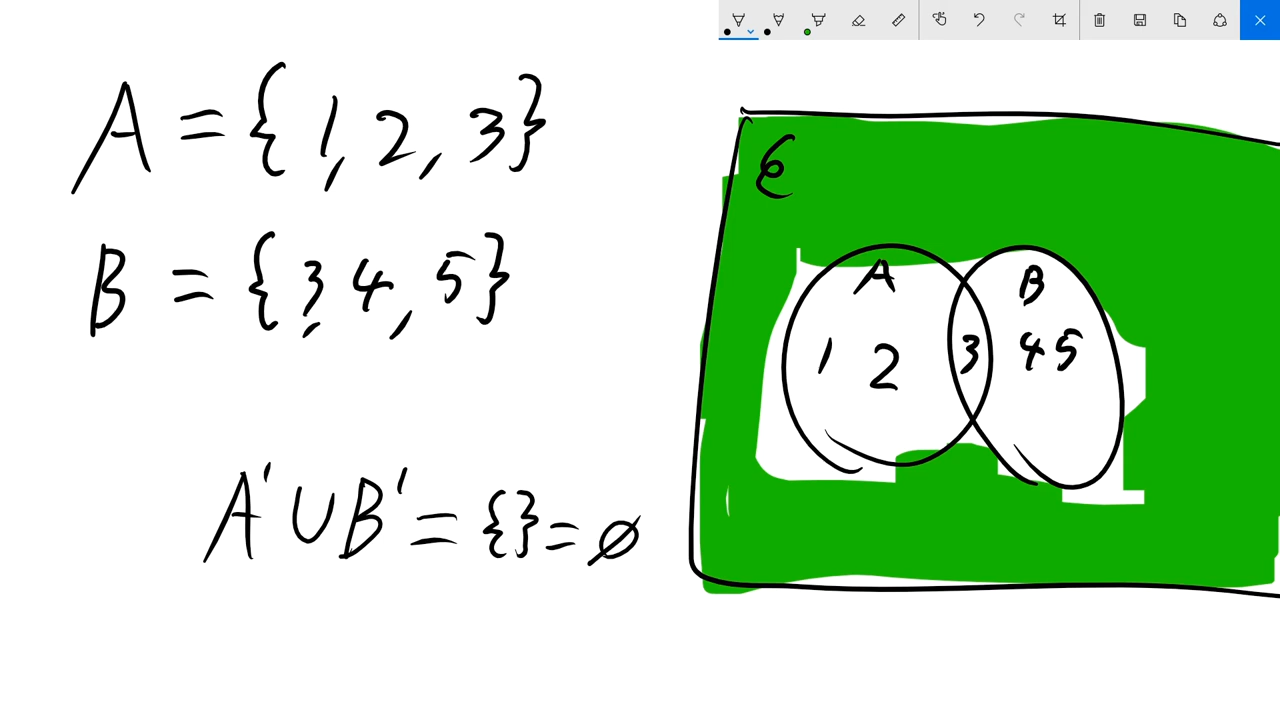 A = {1, 2, 3}
B = {3, 4, 5}
A' ∪ B' = {} = ∅
ℰ
A
B
1 2 3 4 5